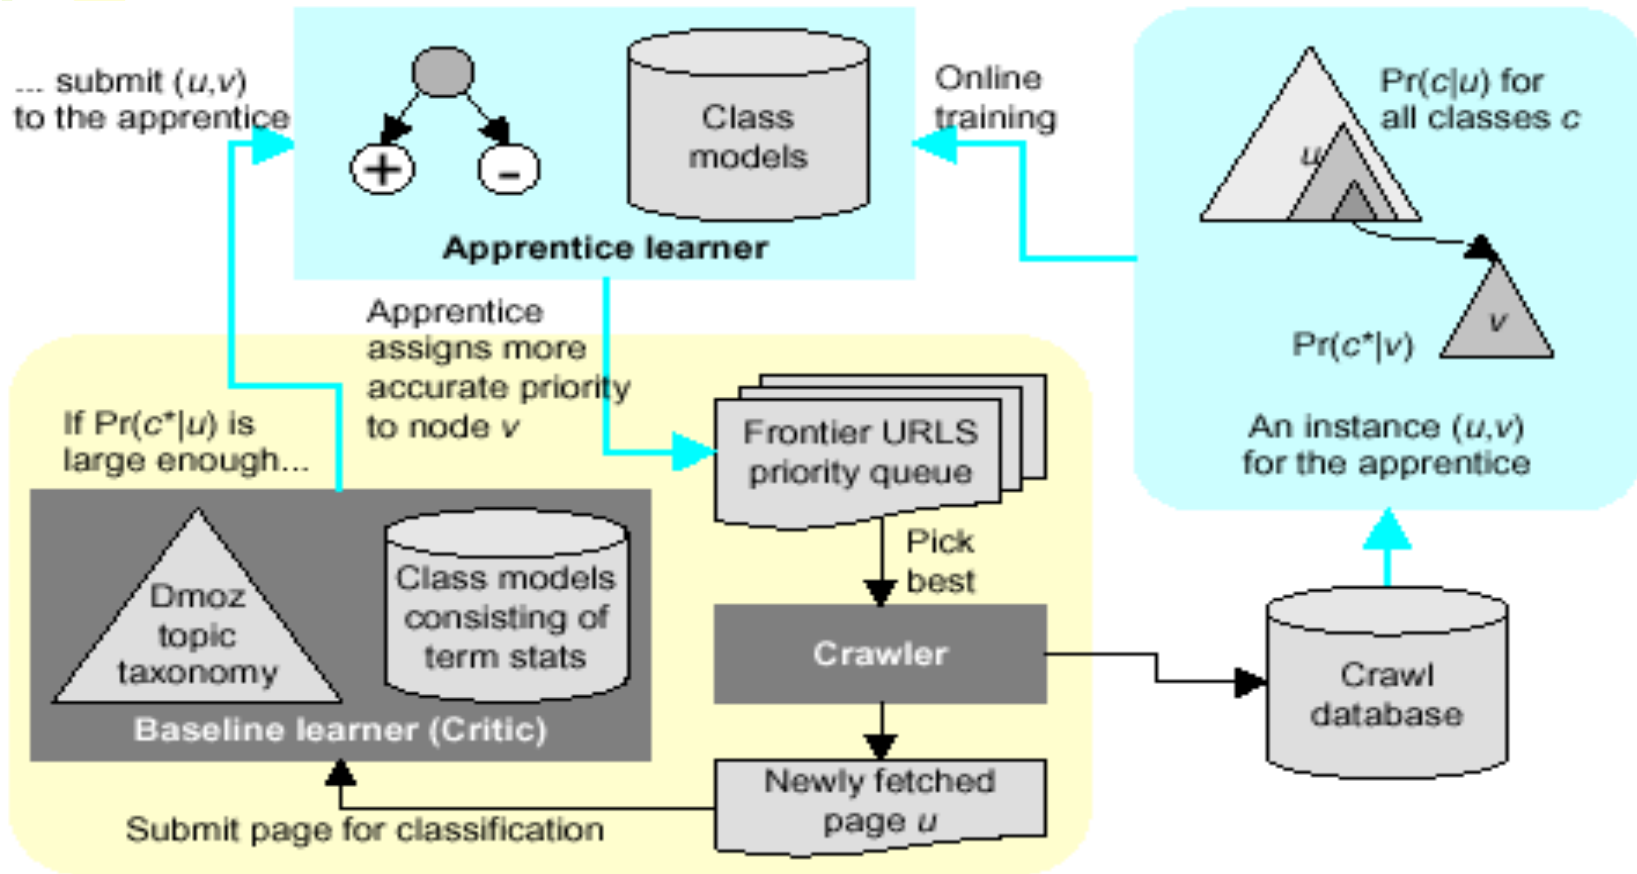 ... submit (u,v)
to the apprentice
+
-
Class
models
Apprentice learner
Online
training
Pr(c|u) for
all classes c
u
v
Pr(c*|v)
An instance (u,v)
for the apprentice
Apprentice
assigns more
accurate priority
to node v
If Pr(c*|u) is
large enough...
Frontier URLS
priority queue
Pick
best
Dmoz
topic
taxonomy
Class models
consisting of
term stats
Baseline learner (Critic)
Crawler
Crawl
database
Newly fetched
page u
Submit page for classification